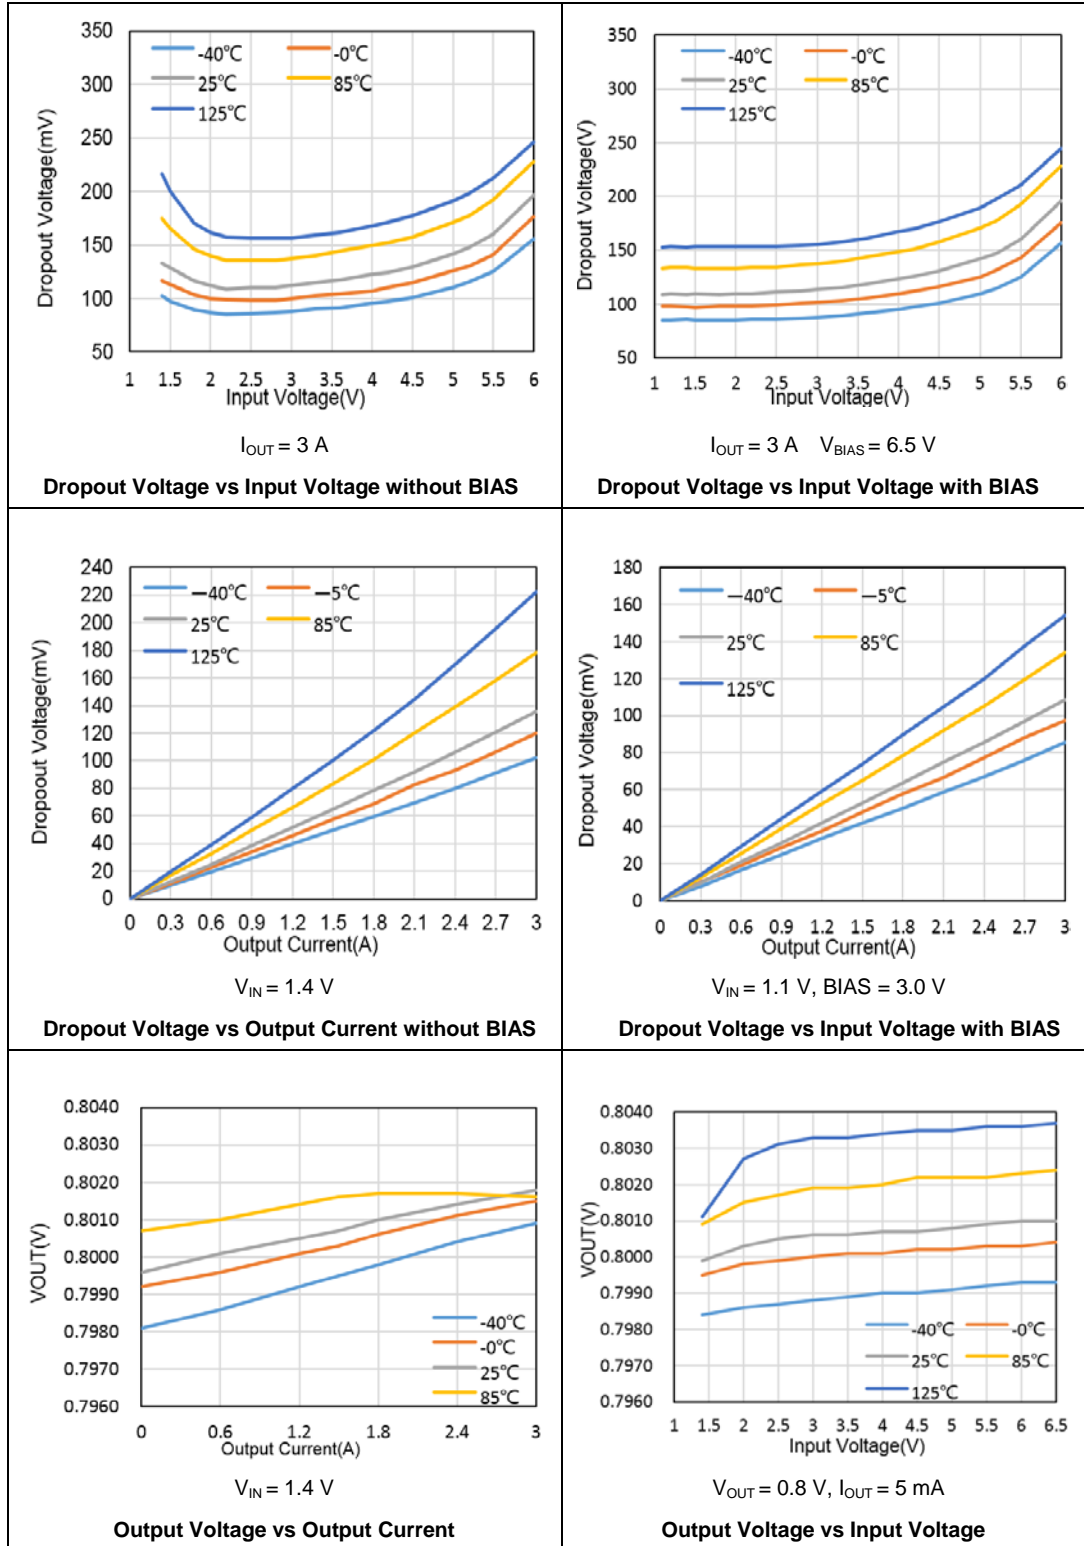 350
300
250
200
150
100
50
Dropout Voltage(mV)
-40℃ -0℃
25℃ 85℃
125℃
1 1.5 2 2.5 3 3.5 4 4.5 5 5.5 6
Input Voltage(V)
IOUT = 3 A
Dropout Voltage vs Input Voltage without BIAS
350
300
250
200
150
100
50
Dropout Voltage(V)
-40℃ -0℃
25℃ 85℃
125℃
1 1.5 2 2.5 3 3.5 4 4.5 5 5.5 6
Input Voltage(V)
IOUT = 3 A VBIAS = 6.5 V
Dropout Voltage vs Input Voltage with BIAS
240
220
200
180
160
140
120
100
80
60
40
20
0
Dropoout Voltage(mV)
—40℃ —5℃
25℃ 85℃
125℃
0 0.3 0.6 0.9 1.2 1.5 1.8 2.1 2.4 2.7 3
Output Current(A)
VIN = 1.4 V
Dropout Voltage vs Output Current without BIAS
180
160
140
120
100
80
60
40
20
0
Dropout Voltage(mV)
—40℃ —5℃
25℃ 85℃
125℃
0 0.3 0.6 0.9 1.2 1.5 1.8 2.1 2.4 2.7 3
Output Current(A)
VIN = 1.1 V, BIAS = 3.0 V
Dropout Voltage vs Input Voltage with BIAS
0.8040
0.8030
0.8020
0.8010
0.8000
0.7990
0.7980
0.7970
0.7960
VOUT(V)
-40℃
-0℃
25℃
85℃
0 0.6 1.2 1.8 2.4 3
Output Current(A)
VIN = 1.4 V
Output Voltage vs Output Current
0.8040
0.8030
0.8020
0.8010
0.8000
0.7990
0.7980
0.7970
0.7960
VOUT(V)
-40℃ -0℃
25℃ 85℃
125℃
1 1.5 2 2.5 3 3.5 4 4.5 5 5.5 6 6.5
Input Voltage(V)
VOUT = 0.8 V, IOUT = 5 mA
Output Voltage vs Input Voltage